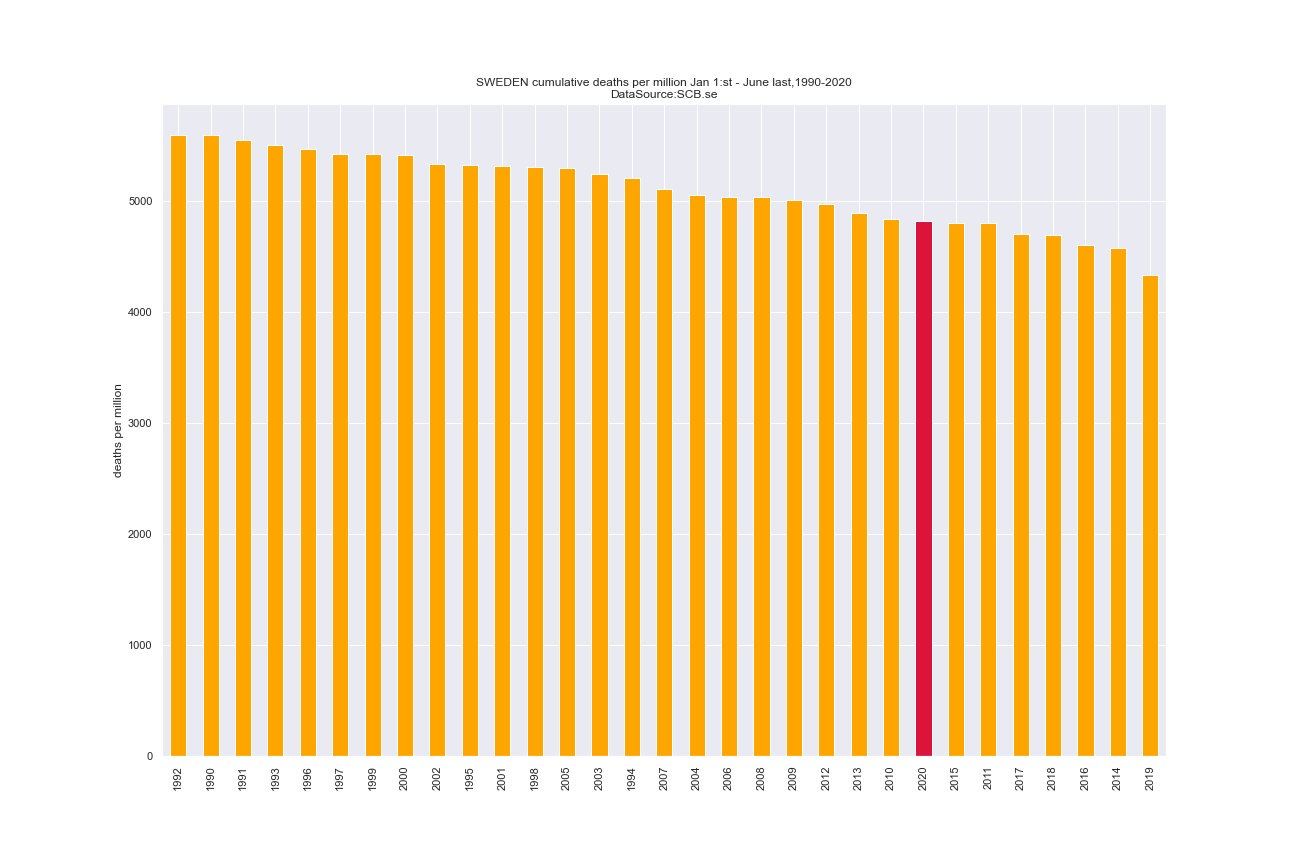 SWEDEN cumulative deaths per million Jan 1:st - June last,1990-2020
DataSource:SCB.se
deaths per million
5000
4000
3000
2000
1000
0
1992 1990 1991 1993 1996 1997 1999 2000 2002 1995 2001 1998 2005 2003 1994 2007 2004 2006 2008 2009 2012 2013 2010 2020 2015 2011 2017 2018 2016 2014 2019